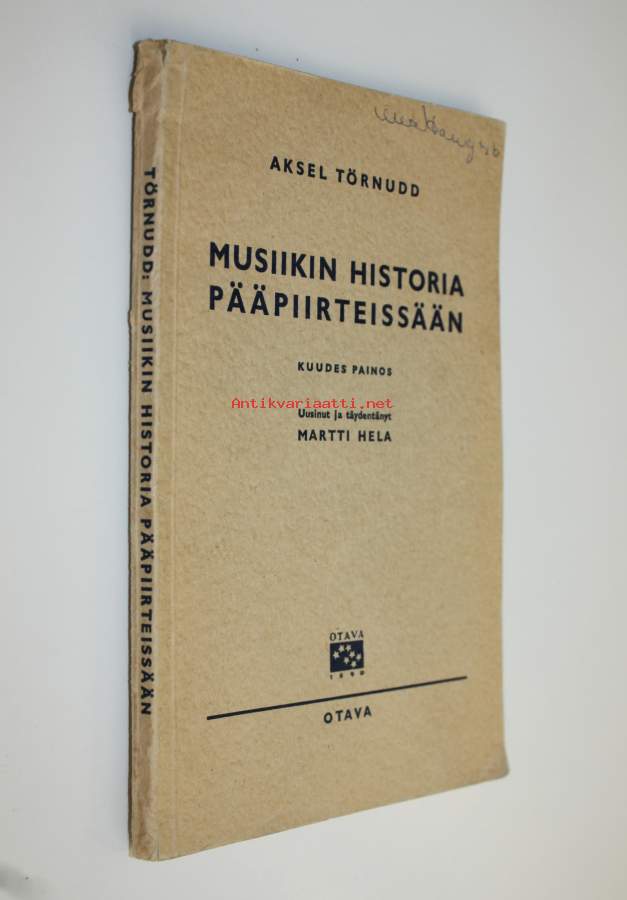 AKSEL TÖRNUDD
MUSIIKIN HISTORIA
PÄÄPIIRTEISSÄÄN
KUUDES PAINOS
Antikvariaatti.net
Uusinut ja täydentänyt
MARTTI HELA
OTAVA
1890
OTAVA
TÖRNUDD: MUSIIKIN HISTORIA PÄÄPIIRTEISSÄÄN